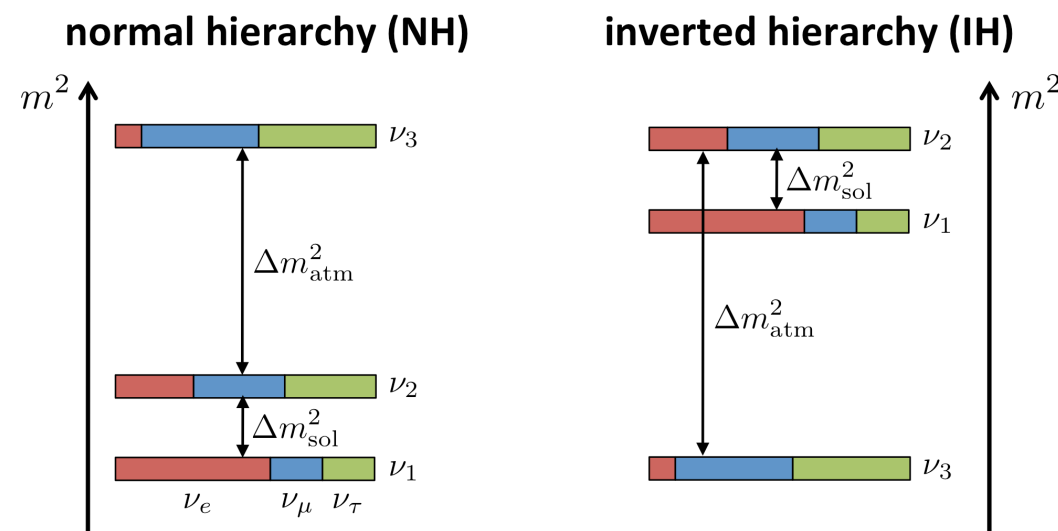 normal hierarchy (NH)
inverted hierarchy (IH)
m²
ν₃
Δm²atm
ν₂
Δm²sol
ν₁
νe νμ ντ
m²
ν₂
Δm²sol
ν₁
Δm²atm
ν₃